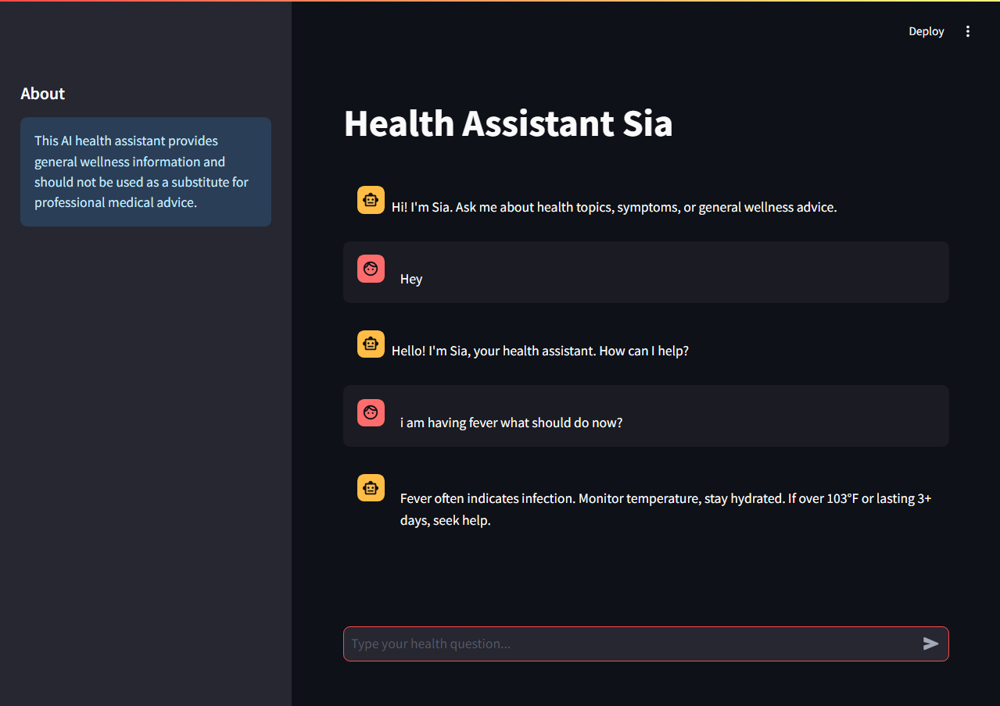 Deploy
About
This AI health assistant provides
general wellness information and
should not be used as a substitute for
professional medical advice.
Health Assistant Sia
Hi! I'm Sia. Ask me about health topics, symptoms, or general wellness advice.
Hey
Hello! I'm Sia, your health assistant. How can I help?
i am having fever what should do now?
Fever often indicates infection. Monitor temperature, stay hydrated. If over 103°F or lasting 3+
days, seek help.
Type your health question...